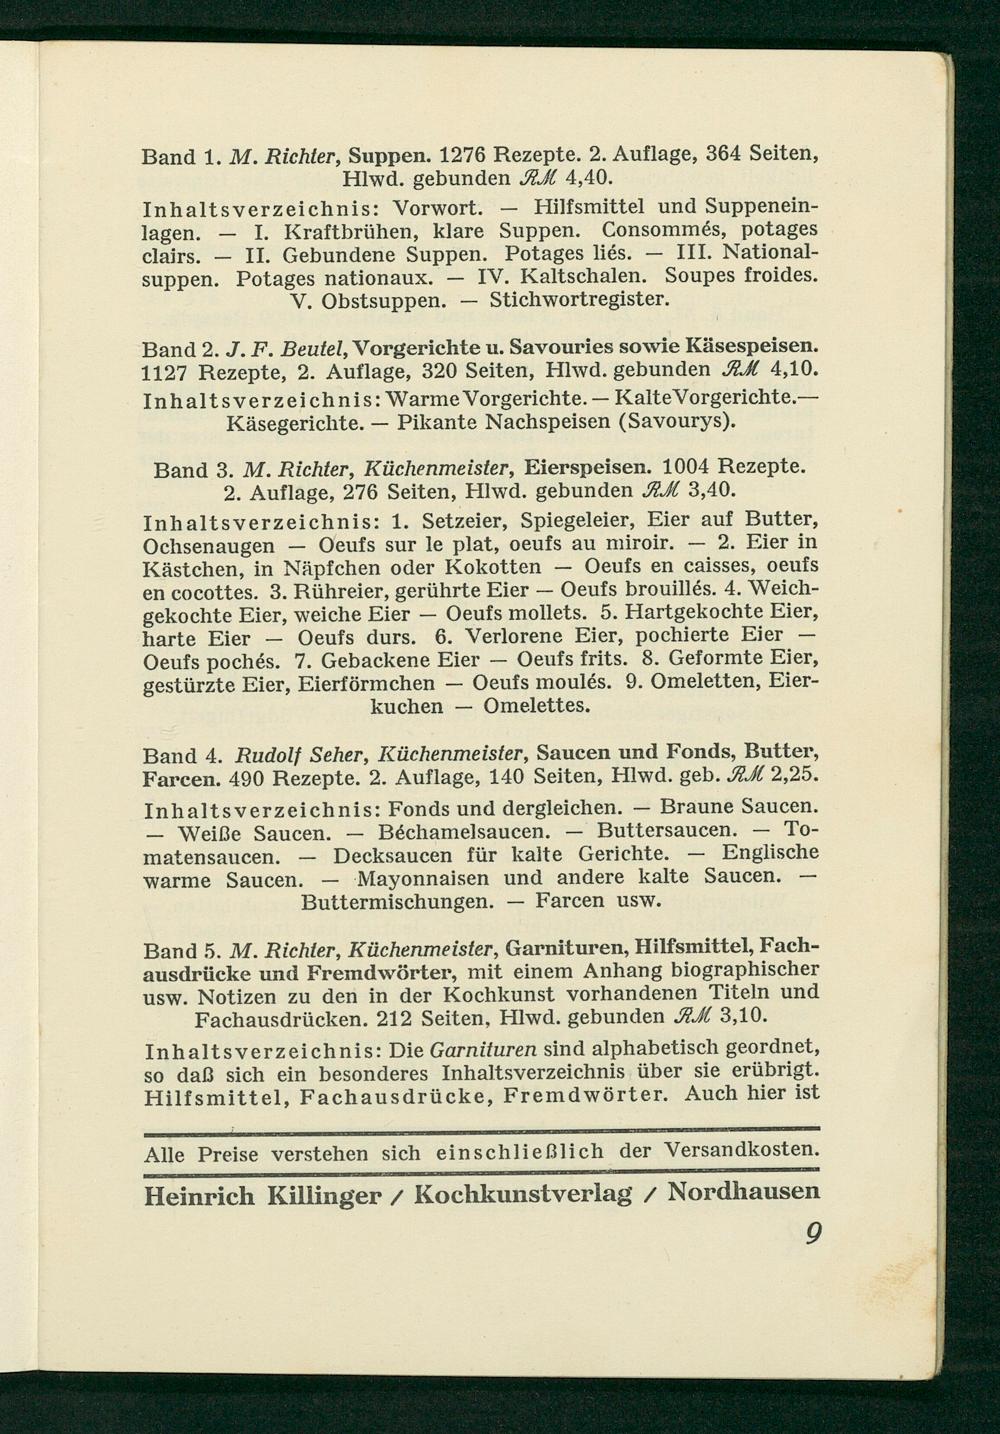 Band 1. M. Richter, Suppen. 1276 Rezepte. 2. Auflage, 364 Seiten,
Hlwd. gebunden RM 4,40.
Inhaltsverzeichnis: Vorwort. — Hilfsmittel und Suppenein-
lagen. — I. Kraftbrühen, klare Suppen. Consommés, potages
clairs. — II. Gebundene Suppen. Potages liés. — III. National-
suppen. Potages nationaux. — IV. Kaltschalen. Soupes froides.
V. Obstsuppen. — Stichwortregister.
Band 2. J. F. Beutel, Vorgerichte u. Savouries sowie Käsespeisen.
1127 Rezepte, 2. Auflage, 320 Seiten, Hlwd. gebunden RM 4,10.
Inhaltsverzeichnis: Warme Vorgerichte. — Kalte Vorgerichte.—
Käsegerichte. — Pikante Nachspeisen (Savourys).
Band 3. M. Richter, Küchenmeister, Eierspeisen. 1004 Rezepte.
2. Auflage, 276 Seiten, Hlwd. gebunden RM 3,40.
Inhaltsverzeichnis: 1. Setzeier, Spiegeleier, Eier auf Butter,
Ochsenaugen — Oeufs sur le plat, oeufs au miroir. — 2. Eier in
Kästchen, in Näpfchen oder Kokotten — Oeufs en caisses, oeufs
en cocottes. 3. Rühreier, gerührte Eier — Oeufs brouillés. 4. Weich-
gekochte Eier, weiche Eier — Oeufs mollets. 5. Hartgekochte Eier,
harte Eier — Oeufs durs. 6. Verlorene Eier, pochierte Eier —
Oeufs pochés. 7. Gebackene Eier — Oeufs frits. 8. Geformte Eier,
gestürzte Eier, Eierförmchen — Oeufs moulés. 9. Omeletten, Eier-
kuchen — Omelettes.
Band 4. Rudolf Seher, Küchenmeister, Saucen und Fonds, Butter,
Farcen. 490 Rezepte. 2. Auflage, 140 Seiten, Hlwd. geb. RM 2,25.
Inhaltsverzeichnis: Fonds und dergleichen. — Braune Saucen.
— Weiße Saucen. — Béchamelsaucen. — Buttersaucen. — To-
matensaucen. — Decksaucen für kalte Gerichte. — Englische
warme Saucen. — Mayonnaisen und andere kalte Saucen. —
Buttermischungen. — Farcen usw.
Band 5. M. Richter, Küchenmeister, Garnituren, Hilfsmittel, Fach-
ausdrücke und Fremdwörter, mit einem Anhang biographischer
usw. Notizen zu den in der Kochkunst vorhandenen Titeln und
Fachausdrücken. 212 Seiten, Hlwd. gebunden RM 3,10.
Inhaltsverzeichnis: Die Garnituren sind alphabetisch geordnet,
so daß sich ein besonderes Inhaltsverzeichnis über sie erübrigt.
Hilfsmittel, Fachausdrücke, Fremdwörter. Auch hier ist
Alle Preise verstehen sich einschließlich der Versandkosten.
Heinrich Killinger / Kochkunstverlag / Nordhausen
9